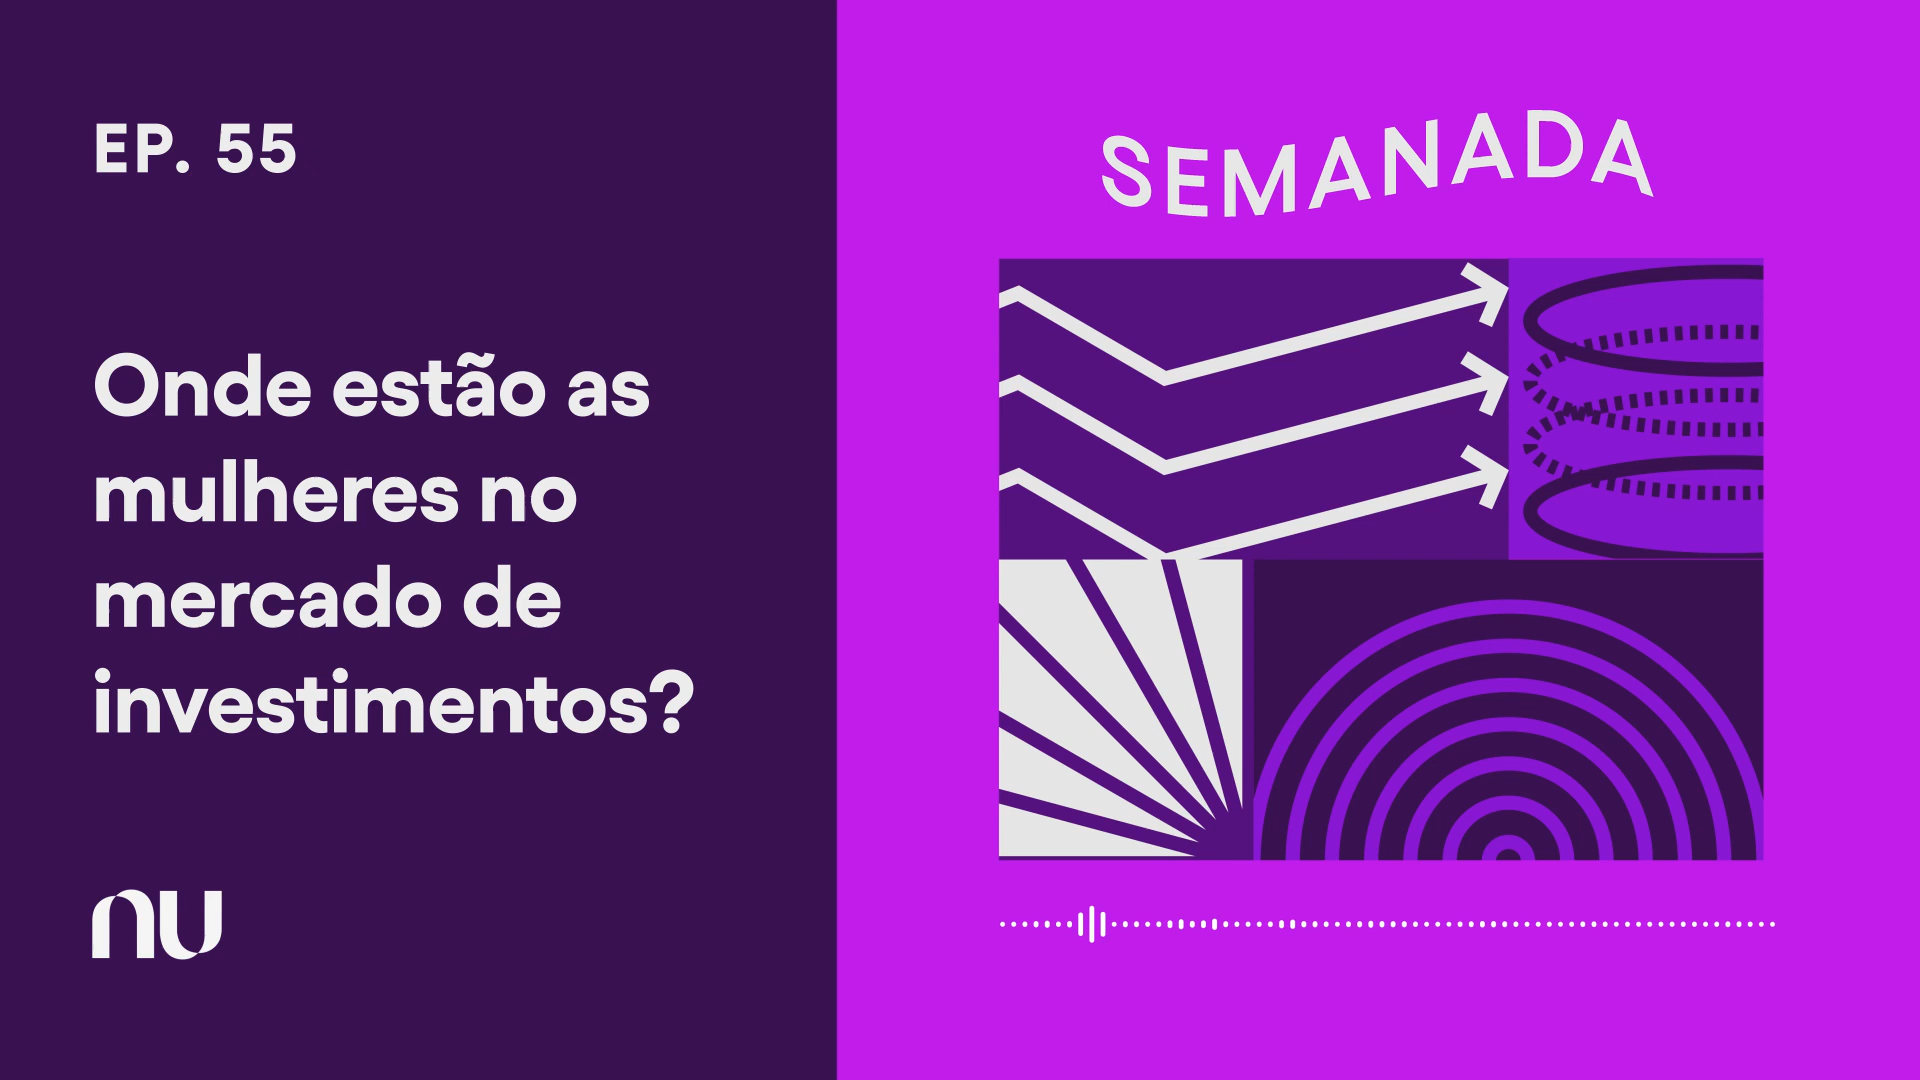 EP. 55
Onde estão as
mulheres no
mercado de
investimentos?
nu
SEMANADA